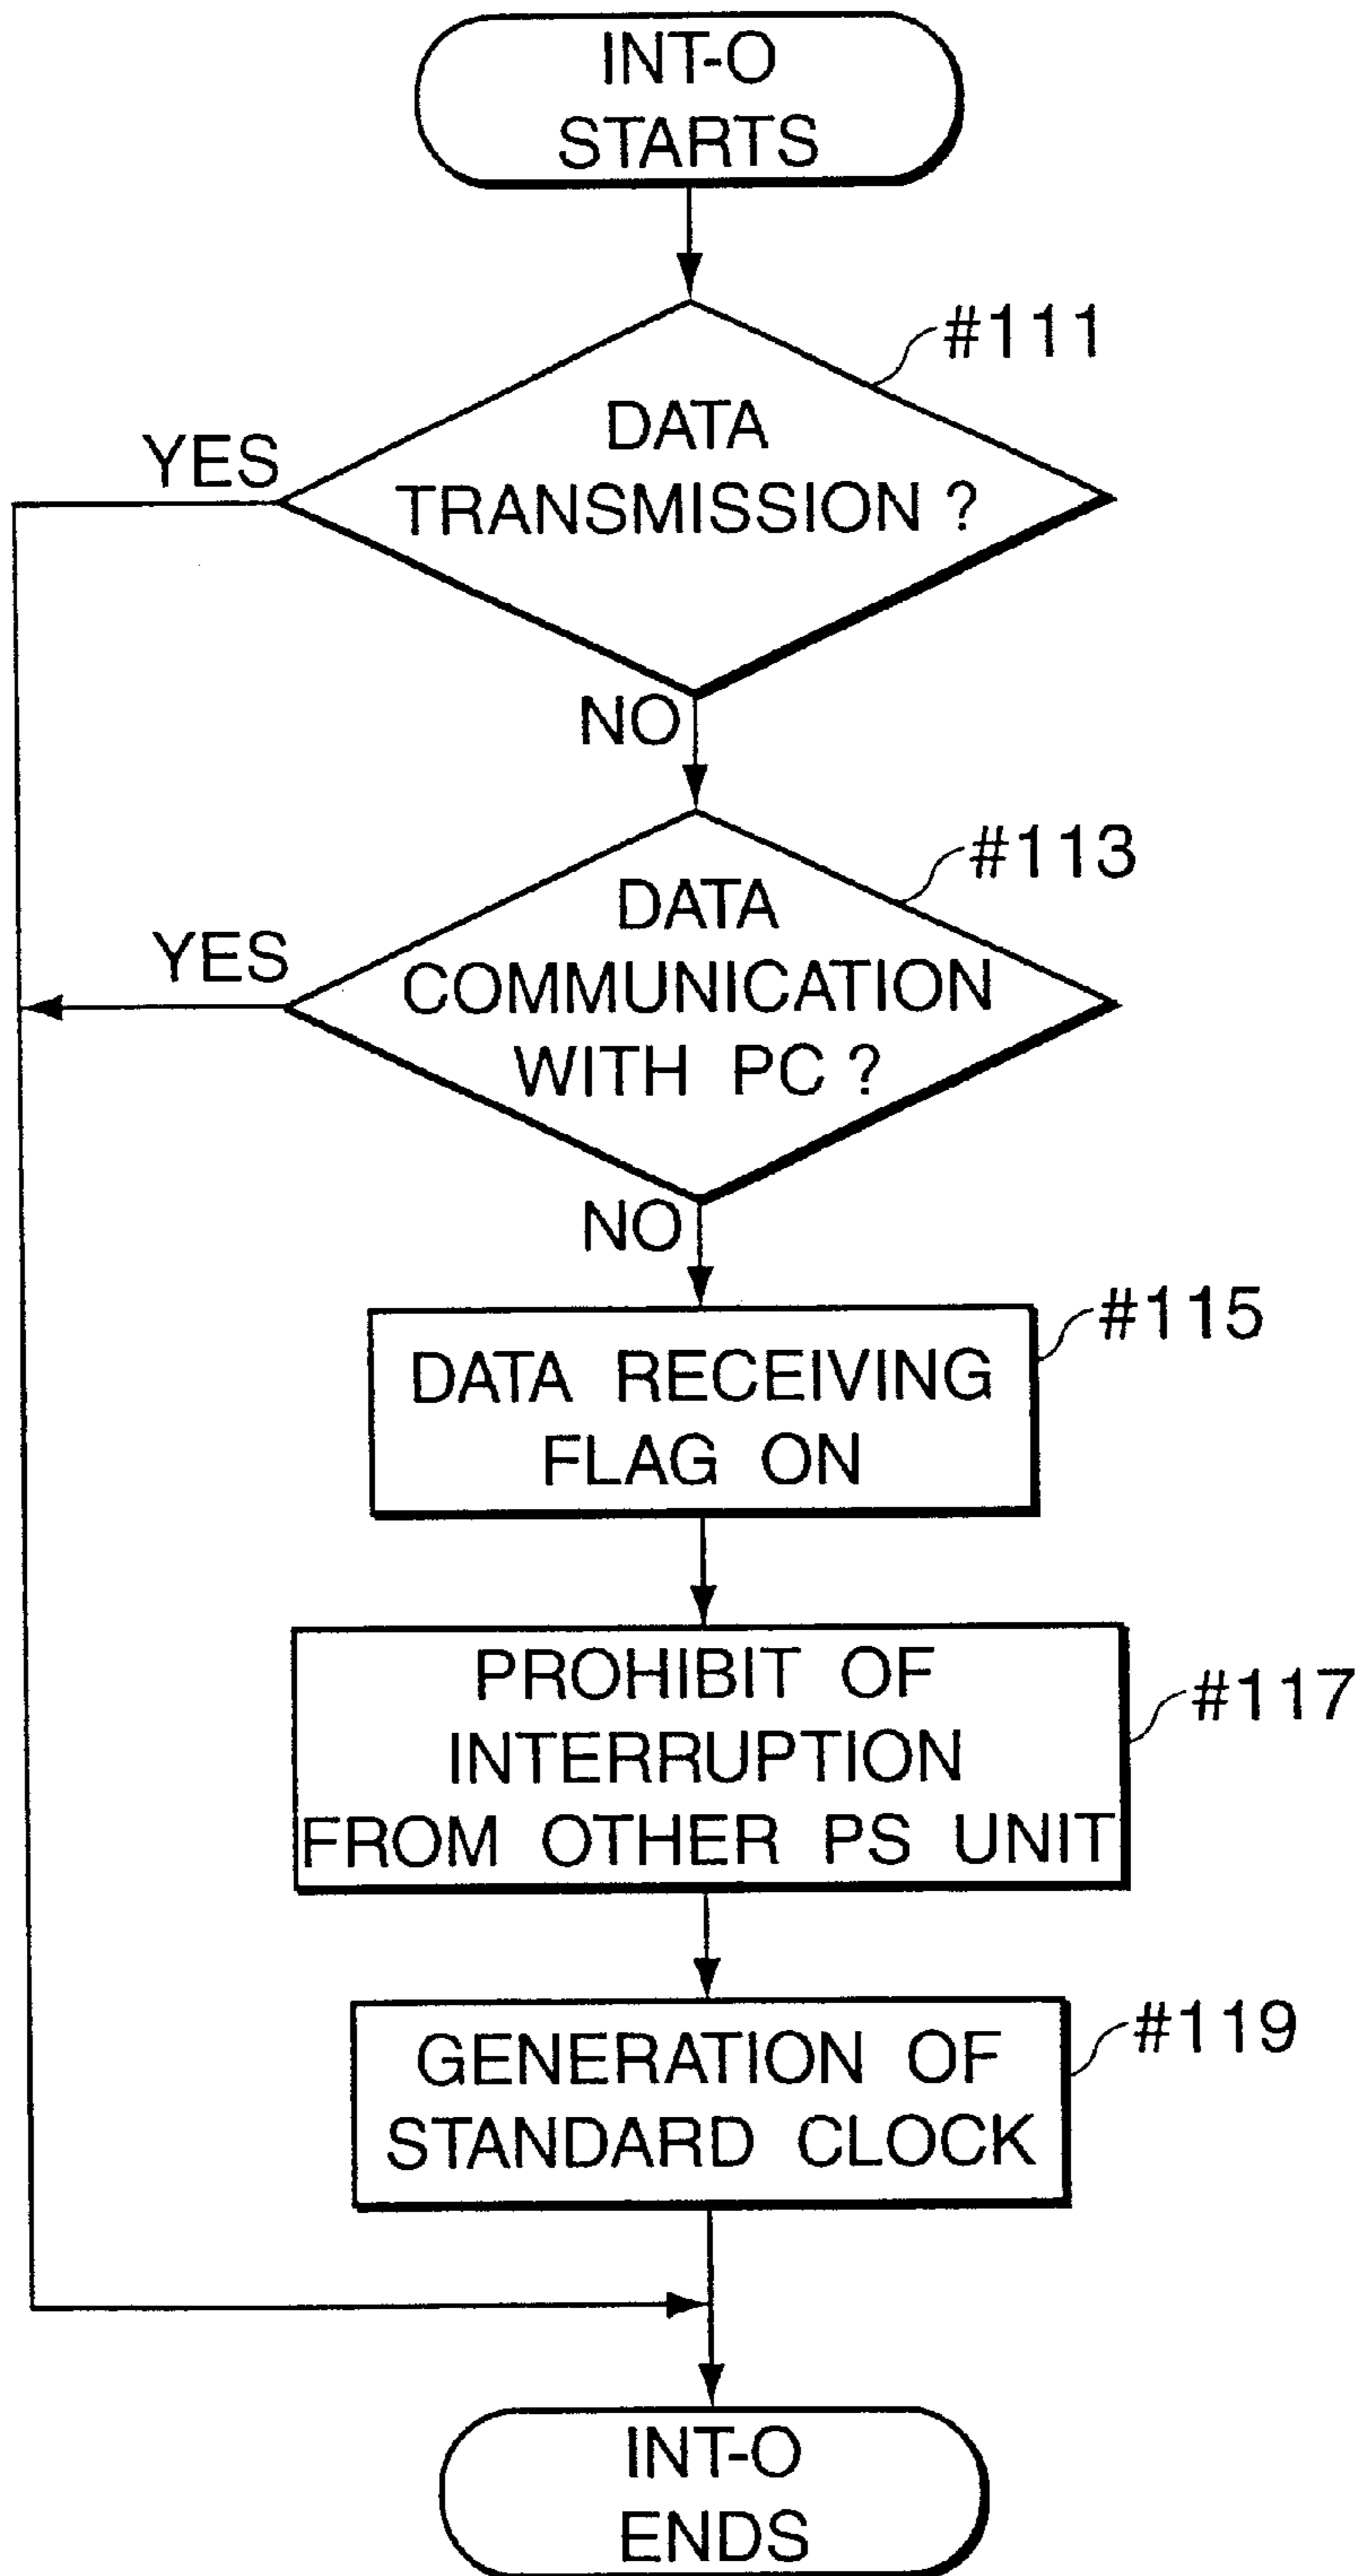 INT-O
STARTS
#111
DATA
TRANSMISSION ?
YES
NO
#113
DATA
COMMUNICATION
WITH PC ?
YES
NO
#115
DATA RECEIVING
FLAG ON
#117
PROHIBIT OF
INTERRUPTION
FROM OTHER PS UNIT
#119
GENERATION OF
STANDARD CLOCK
INT-O
ENDS